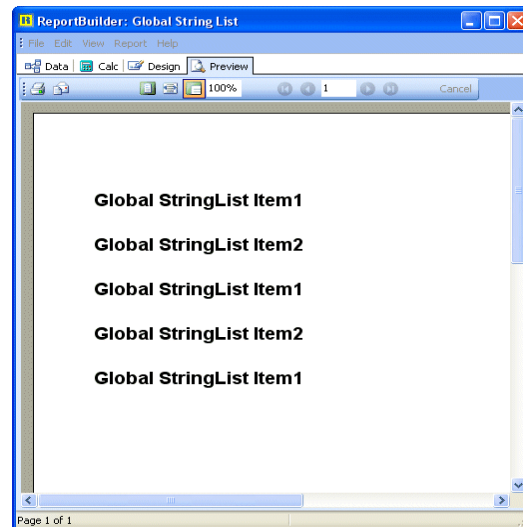 ReportBuilder: Global String List
File Edit View Report Help
Data Calc Design Preview
100% 1 Cancel
Global StringList Item1
Global StringList Item2
Global StringList Item1
Global StringList Item2
Global StringList Item1
Page 1 of 1